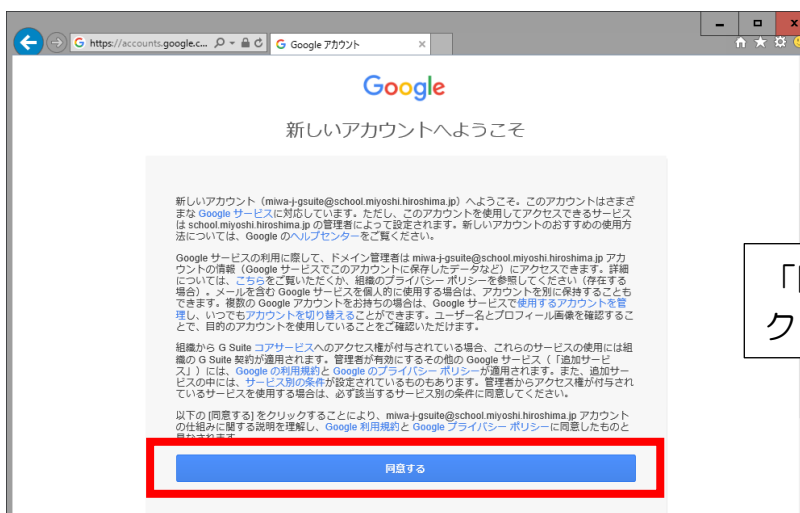 https://accounts.google.c...
Google アカウント
Google
新しいアカウントへようこそ
新しいアカウント（miwa-j-gsuite@school.miyoshi.hiroshima.jp）へようこそ。このアカウントはさまざ
まな Google サービスに対応しています。ただし、このアカウントを使用してアクセスできるサービス
は school.miyoshi.hiroshima.jp の管理者によって設定されます。新しいアカウントのおすすめの使用方
法については、Google のヘルプセンターをご覧ください。
Google サービスの利用に際して、ドメイン管理者は miwa-j-gsuite@school.miyoshi.hiroshima.jp アカ
ウントの情報（Google サービスでこのアカウントに保存したデータなど）にアクセスできます。詳細
については、こちらをご覧いただくか、組織のプライバシー ポリシーを参照してください（存在する
場合）。メールを含む Google サービスを個人的に使用する場合は、アカウントを別に保持することも
できます。複数の Google アカウントをお持ちの場合は、Google サービスで使用するアカウントを管
理し、いつでもアカウントを切り替えることができます。ユーザー名とプロフィール画像を確認するこ
とで、目的のアカウントを使用していることをご確認いただけます。
組織から G Suite コアサービスへのアクセス権が付与されている場合、これらのサービスの使用には組
織の G Suite 契約が適用されます。管理者が有効にするその他の Google サービス（「追加サービ
ス」）には、Google の利用規約と Google のプライバシー ポリシーが適用されます。また、追加サー
ビスの中には、サービス別の条件が設定されているものもあります。管理者からアクセス権が付与され
ているサービスを使用する場合は、必ず該当するサービス別の条件に同意してください。
以下の [同意する] をクリックすることにより、miwa-j-gsuite@school.miyoshi.hiroshima.jp アカウント
の仕組みに関する説明を理解し、Google 利用規約と Google プライバシー ポリシーに同意したものと
見なされます。
同意する
「
ク